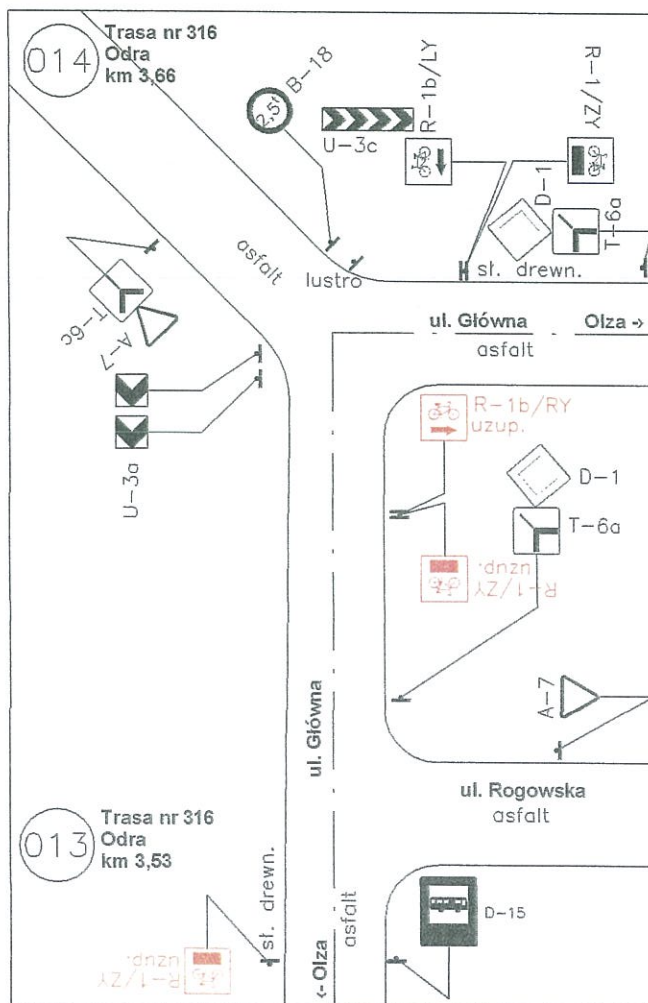 014
Trasa nr 316
Odra
km 3,66
2,5t
B-18
U-3c
R-1b/LY
R-1/ZY
D-1
T-6a
lustro
st. drewn.
asfalt
T-6c
A-7
U-3a
ul. Główna
Olza ->
asfalt
R-1b/RY
uzup.
D-1
T-6a
R-1/ZY
uzup.
A-7
ul. Główna
ul. Rogowska
asfalt
013
Trasa nr 316
Odra
km 3,53
st. drewn.
R-1/ZY
uzup.
<- Olza
asfalt
D-15